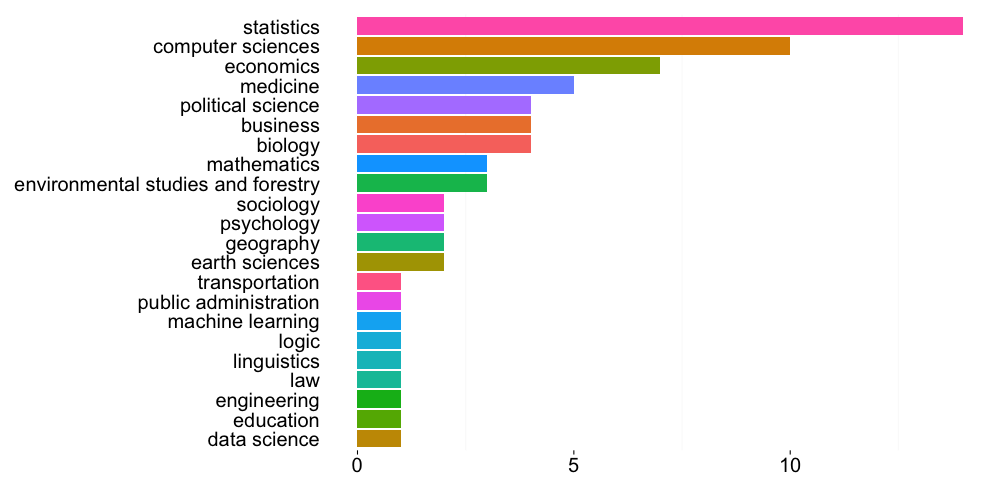 statistics
computer sciences
economics
medicine
political science
business
biology
mathematics
environmental studies and forestry
sociology
psychology
geography
earth sciences
transportation
public administration
machine learning
logic
linguistics
law
engineering
education
data science
0 5 10